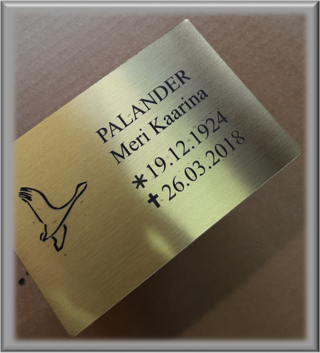 PALANDER
Meri Kaarina
* 19.12.1924
✝ 26.03.2018